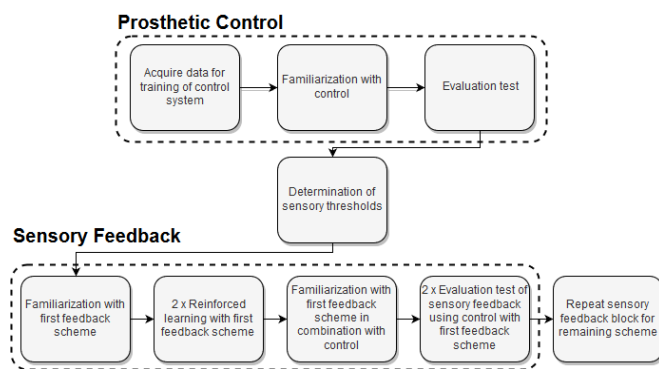 Prosthetic Control
Acquire data for
training of control
system
Familiarization with
control
Evaluation test
Determination of
sensory thresholds
Sensory Feedback
Familiarization with
first feedback
scheme
2 x Reinforced
learning with first
feedback scheme
Familiarization with
first feedback
scheme in
combination with
control
2 x Evaluation test of
sensory feedback
using control with
first feedback scheme
Repeat sensory
feedback block for
remaining scheme